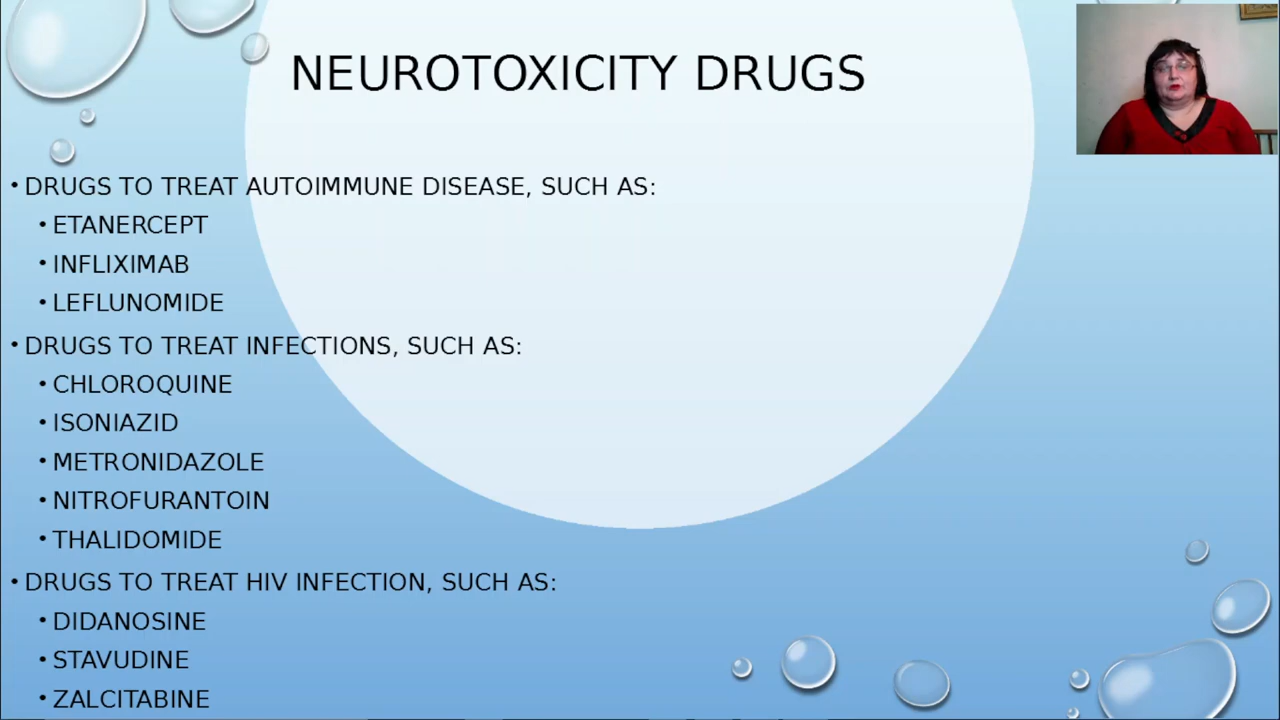 NEUROTOXICITY DRUGS
• DRUGS TO TREAT AUTOIMMUNE DISEASE, SUCH AS:
• ETANERCEPT
• INFLIXIMAB
• LEFLUNOMIDE
• DRUGS TO TREAT INFECTIONS, SUCH AS:
• CHLOROQUINE
• ISONIAZID
• METRONIDAZOLE
• NITROFURANTOIN
• THALIDOMIDE
• DRUGS TO TREAT HIV INFECTION, SUCH AS:
• DIDANOSINE
• STAVUDINE
• ZALCITABINE